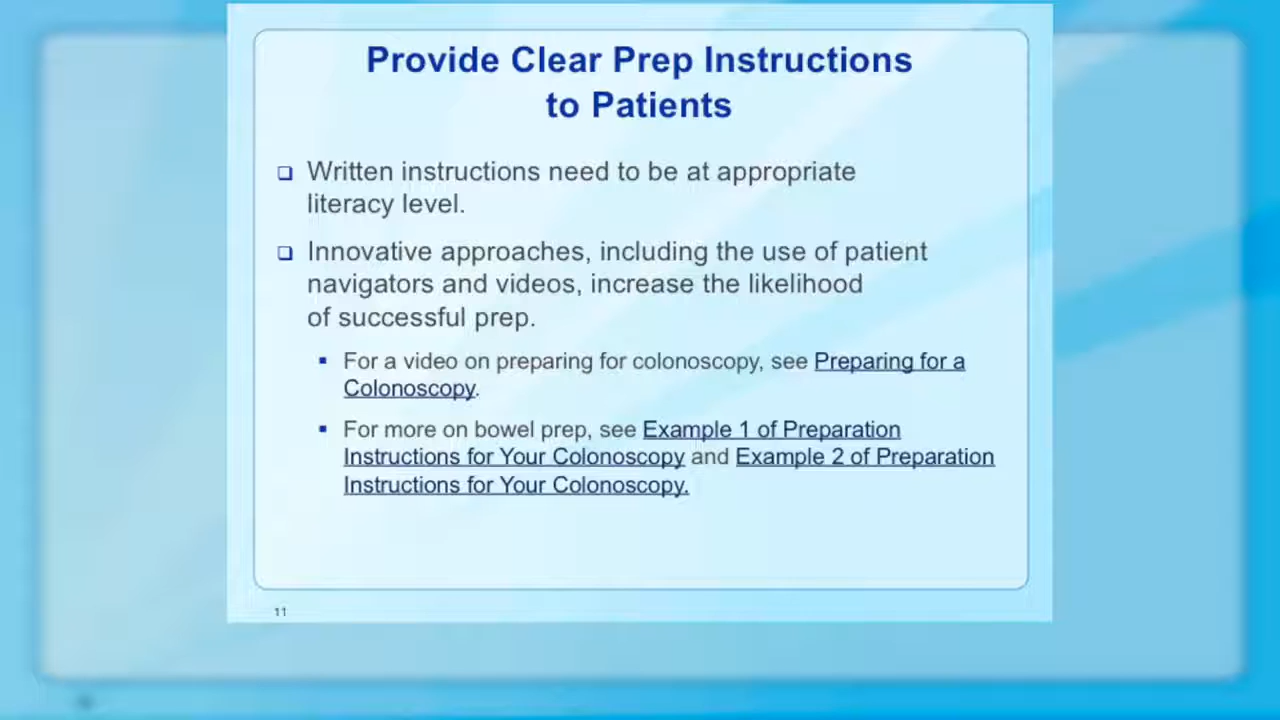 Provide Clear Prep Instructions
to Patients
❑ Written instructions need to be at appropriate
literacy level.
❑ Innovative approaches, including the use of patient
navigators and videos, increase the likelihood
of successful prep.
▪ For a video on preparing for colonoscopy, see Preparing for a
Colonoscopy.
▪ For more on bowel prep, see Example 1 of Preparation
Instructions for Your Colonoscopy and Example 2 of Preparation
Instructions for Your Colonoscopy.
11